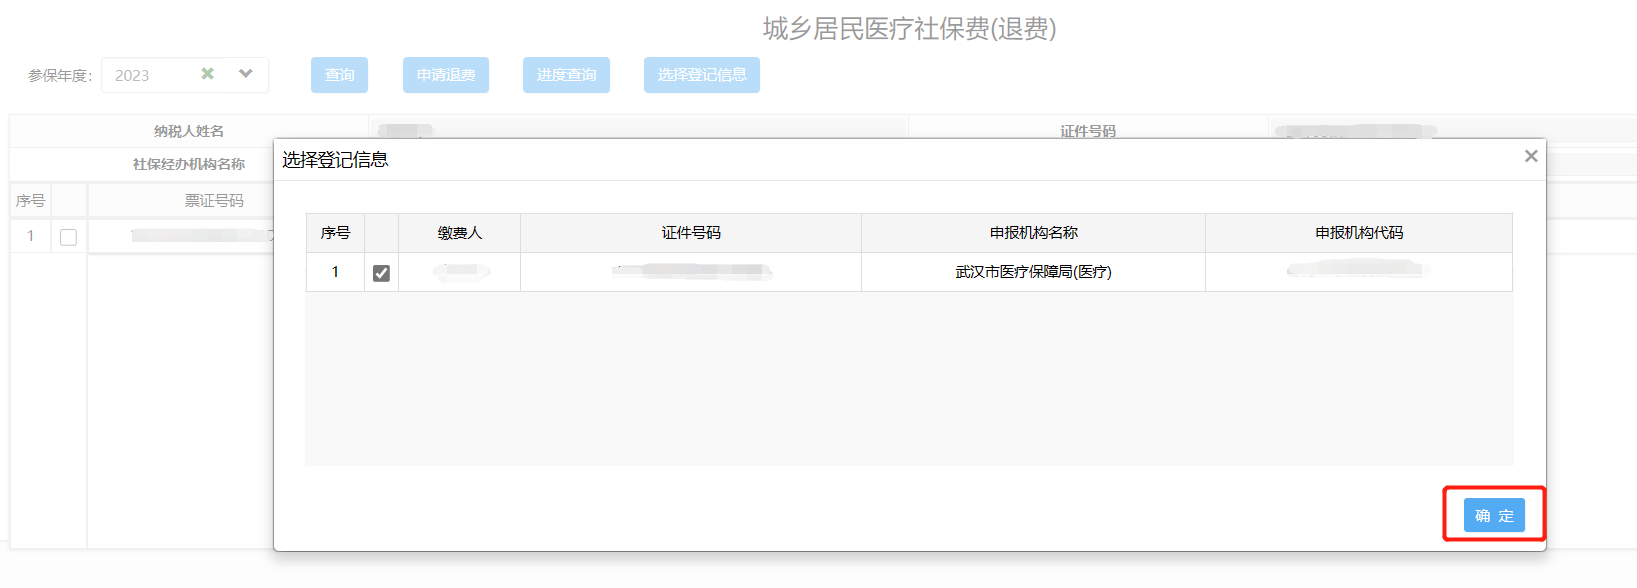 城乡居民医疗社保费(退费)
参保年度: 2023 查询 申请退费 进度查询 选择登记信息
纳税人姓名 证件号码
社保经办机构名称
选择登记信息
序号 票证号码
1
序号 缴费人 证件号码 申报机构名称 申报机构代码
1 武汉市医疗保障局(医疗)
确 定